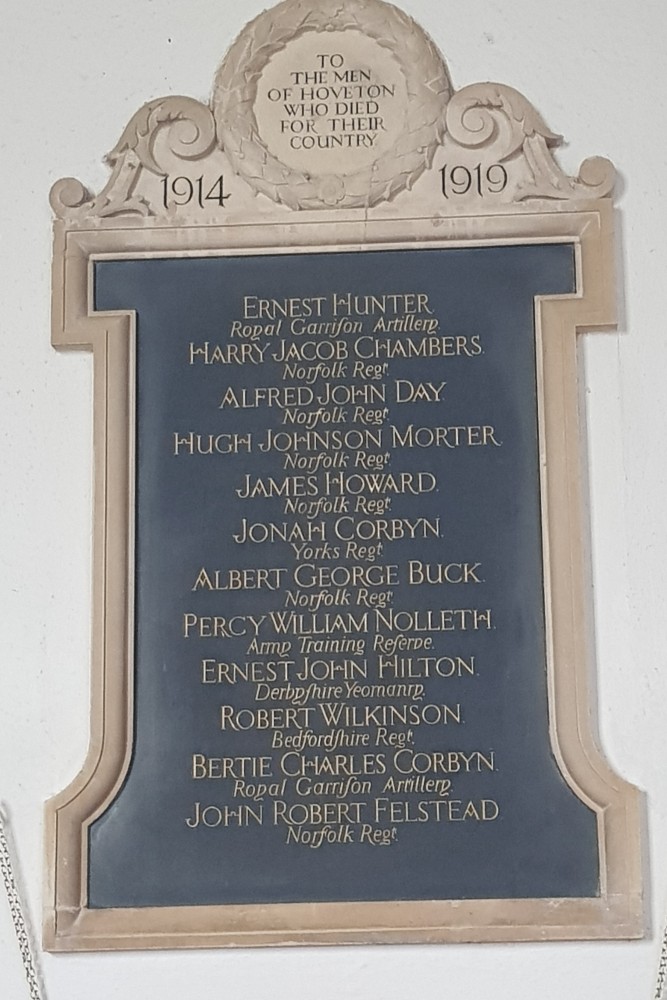 TO
THE MEN
OF HOVETON
WHO DIED
FOR THEIR
COUNTRY
1914 1919
ERNEST HUNTER
Royal Garriſon Artillery.
HARRY JACOB CHAMBERS.
Norfolk Regt.
ALFRED JOHN DAY.
Norfolk Regt.
HUGH JOHNSON MORTER.
Norfolk Regt.
JAMES HOWARD.
Norfolk Regt.
JONAH CORBYN.
Yorks Regt.
ALBERT GEORGE BUCK.
Norfolk Regt.
PERCY WILLIAM NOLLETH.
Army Training Reſerve.
ERNEST JOHN HILTON.
Derbyſhire Yeomanry.
ROBERT WILKINSON.
Bedfordſhire Regt.
BERTIE CHARLES CORBYN.
Royal Garriſon Artillery.
JOHN ROBERT FELSTEAD
Norfolk Regt.